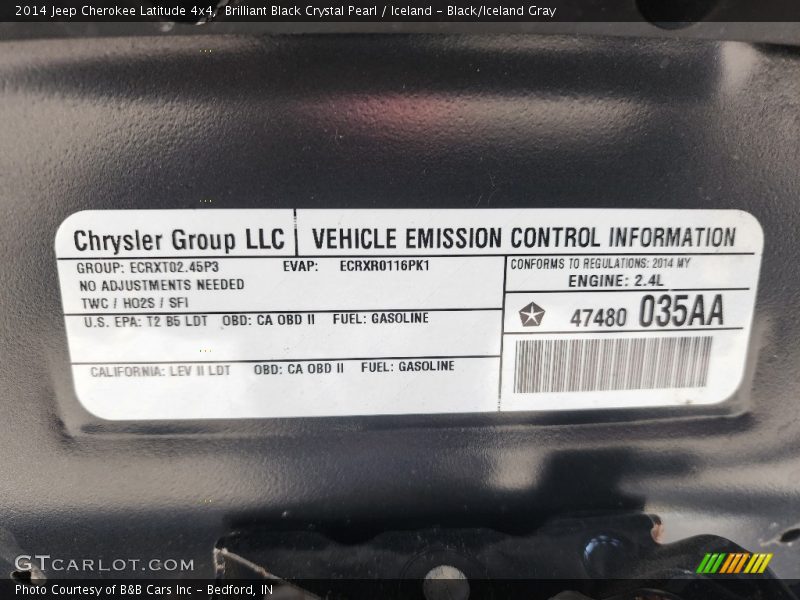 2014 Jeep Cherokee Latitude 4x4, Brilliant Black Crystal Pearl / Iceland - Black/Iceland Gray
Chrysler Group LLC
VEHICLE EMISSION CONTROL INFORMATION
GROUP: ECRXT02.45P3 EVAP: ECRXR0116PK1
NO ADJUSTMENTS NEEDED
TWC / HO2S / SFI
CONFORMS TO REGULATIONS: 2014 MY
ENGINE: 2.4L
47480 035AA
U.S. EPA: T2 B5 LDT OBD: CA OBD II FUEL: GASOLINE
CALIFORNIA: LEV II LDT OBD: CA OBD II FUEL: GASOLINE
GTCARLOT.COM
Photo Courtesy of B&B Cars Inc - Bedford, IN